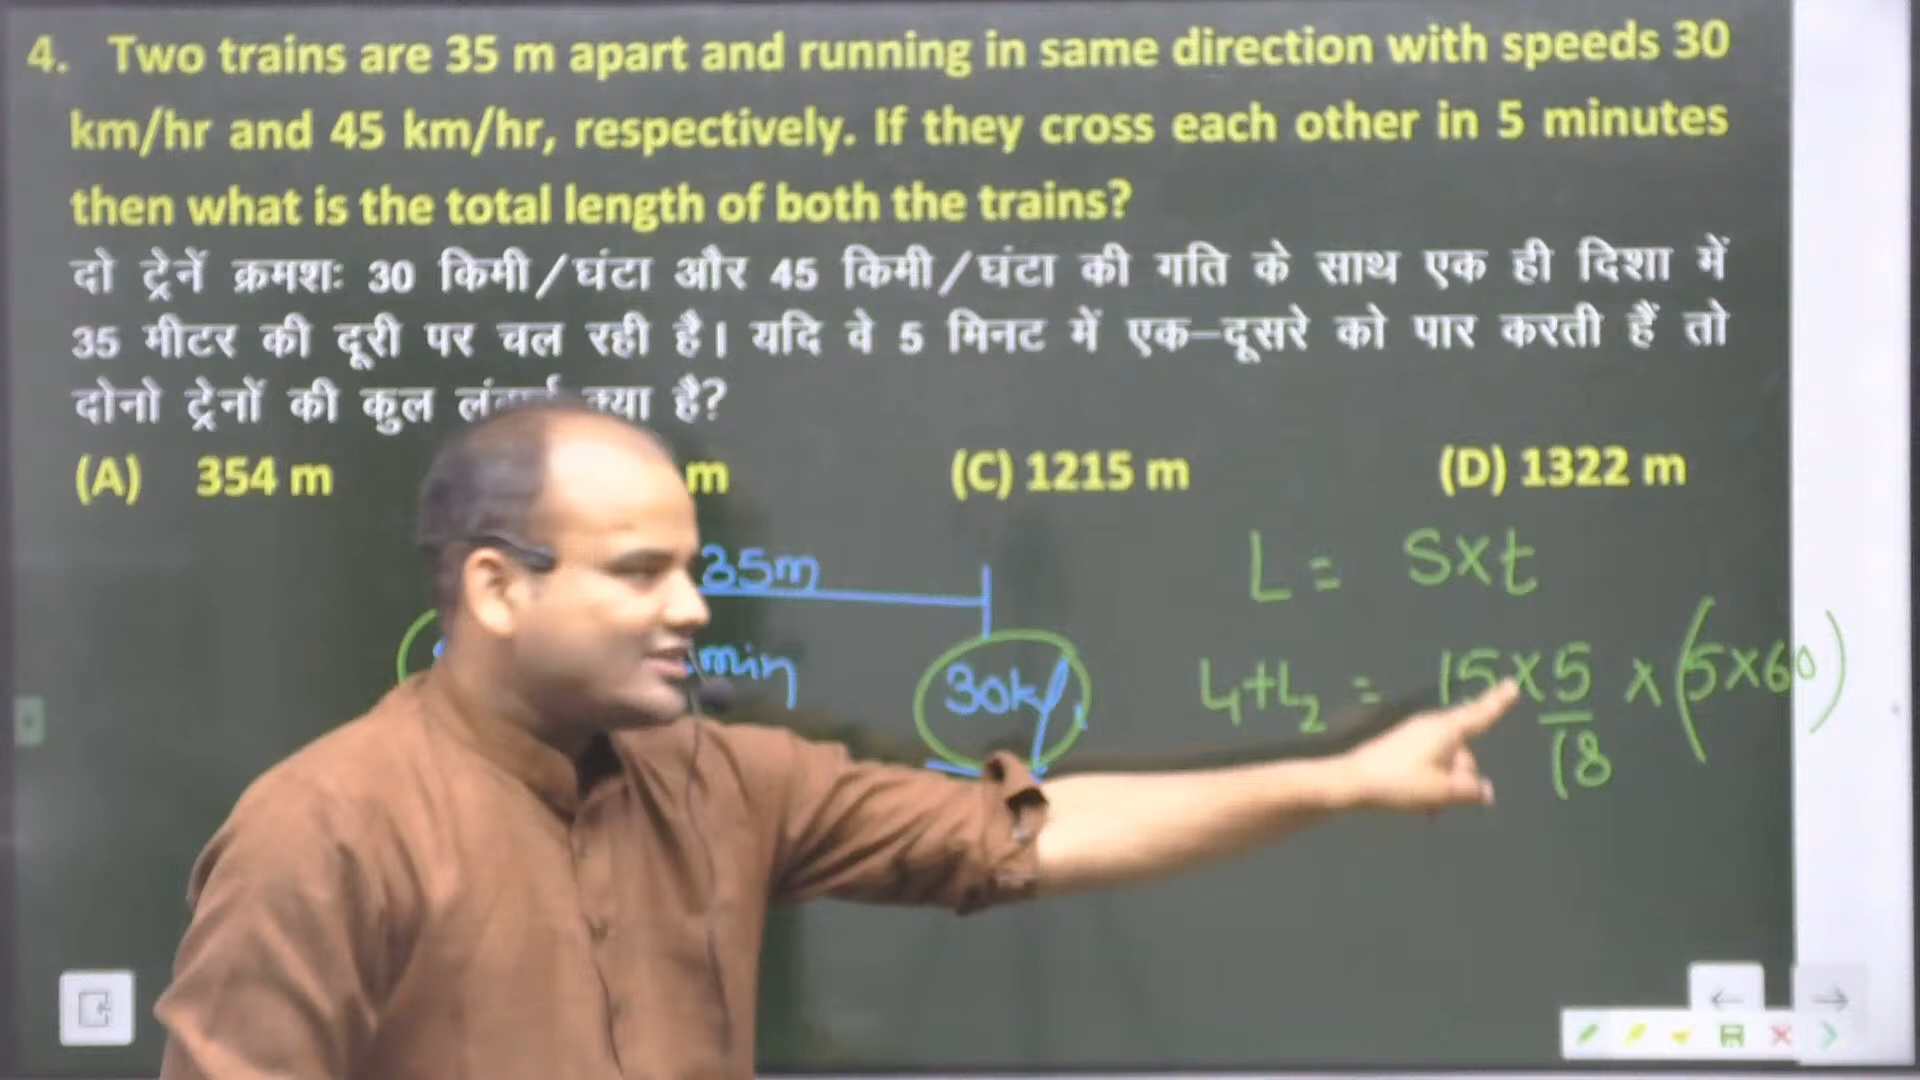 4. Two trains are 35 m apart and running in same direction with speeds 30
km/hr and 45 km/hr, respectively. If they cross each other in 5 minutes
then what is the total length of both the trains?
दो ट्रेनें क्रमशः 30 किमी/घंटा और 45 किमी/घंटा की गति के साथ एक ही दिशा में
35 मीटर की दूरी पर चल रही है। यदि वे 5 मिनट में एक–दूसरे को पार करती हैं तो
दोनो ट्रेनों की कुल क्या है?
(A) 354 m m (C) 1215 m (D) 1322 m
35m
L = S×t
min
30k
L1+L2 = 15×5/18 × (5×60)